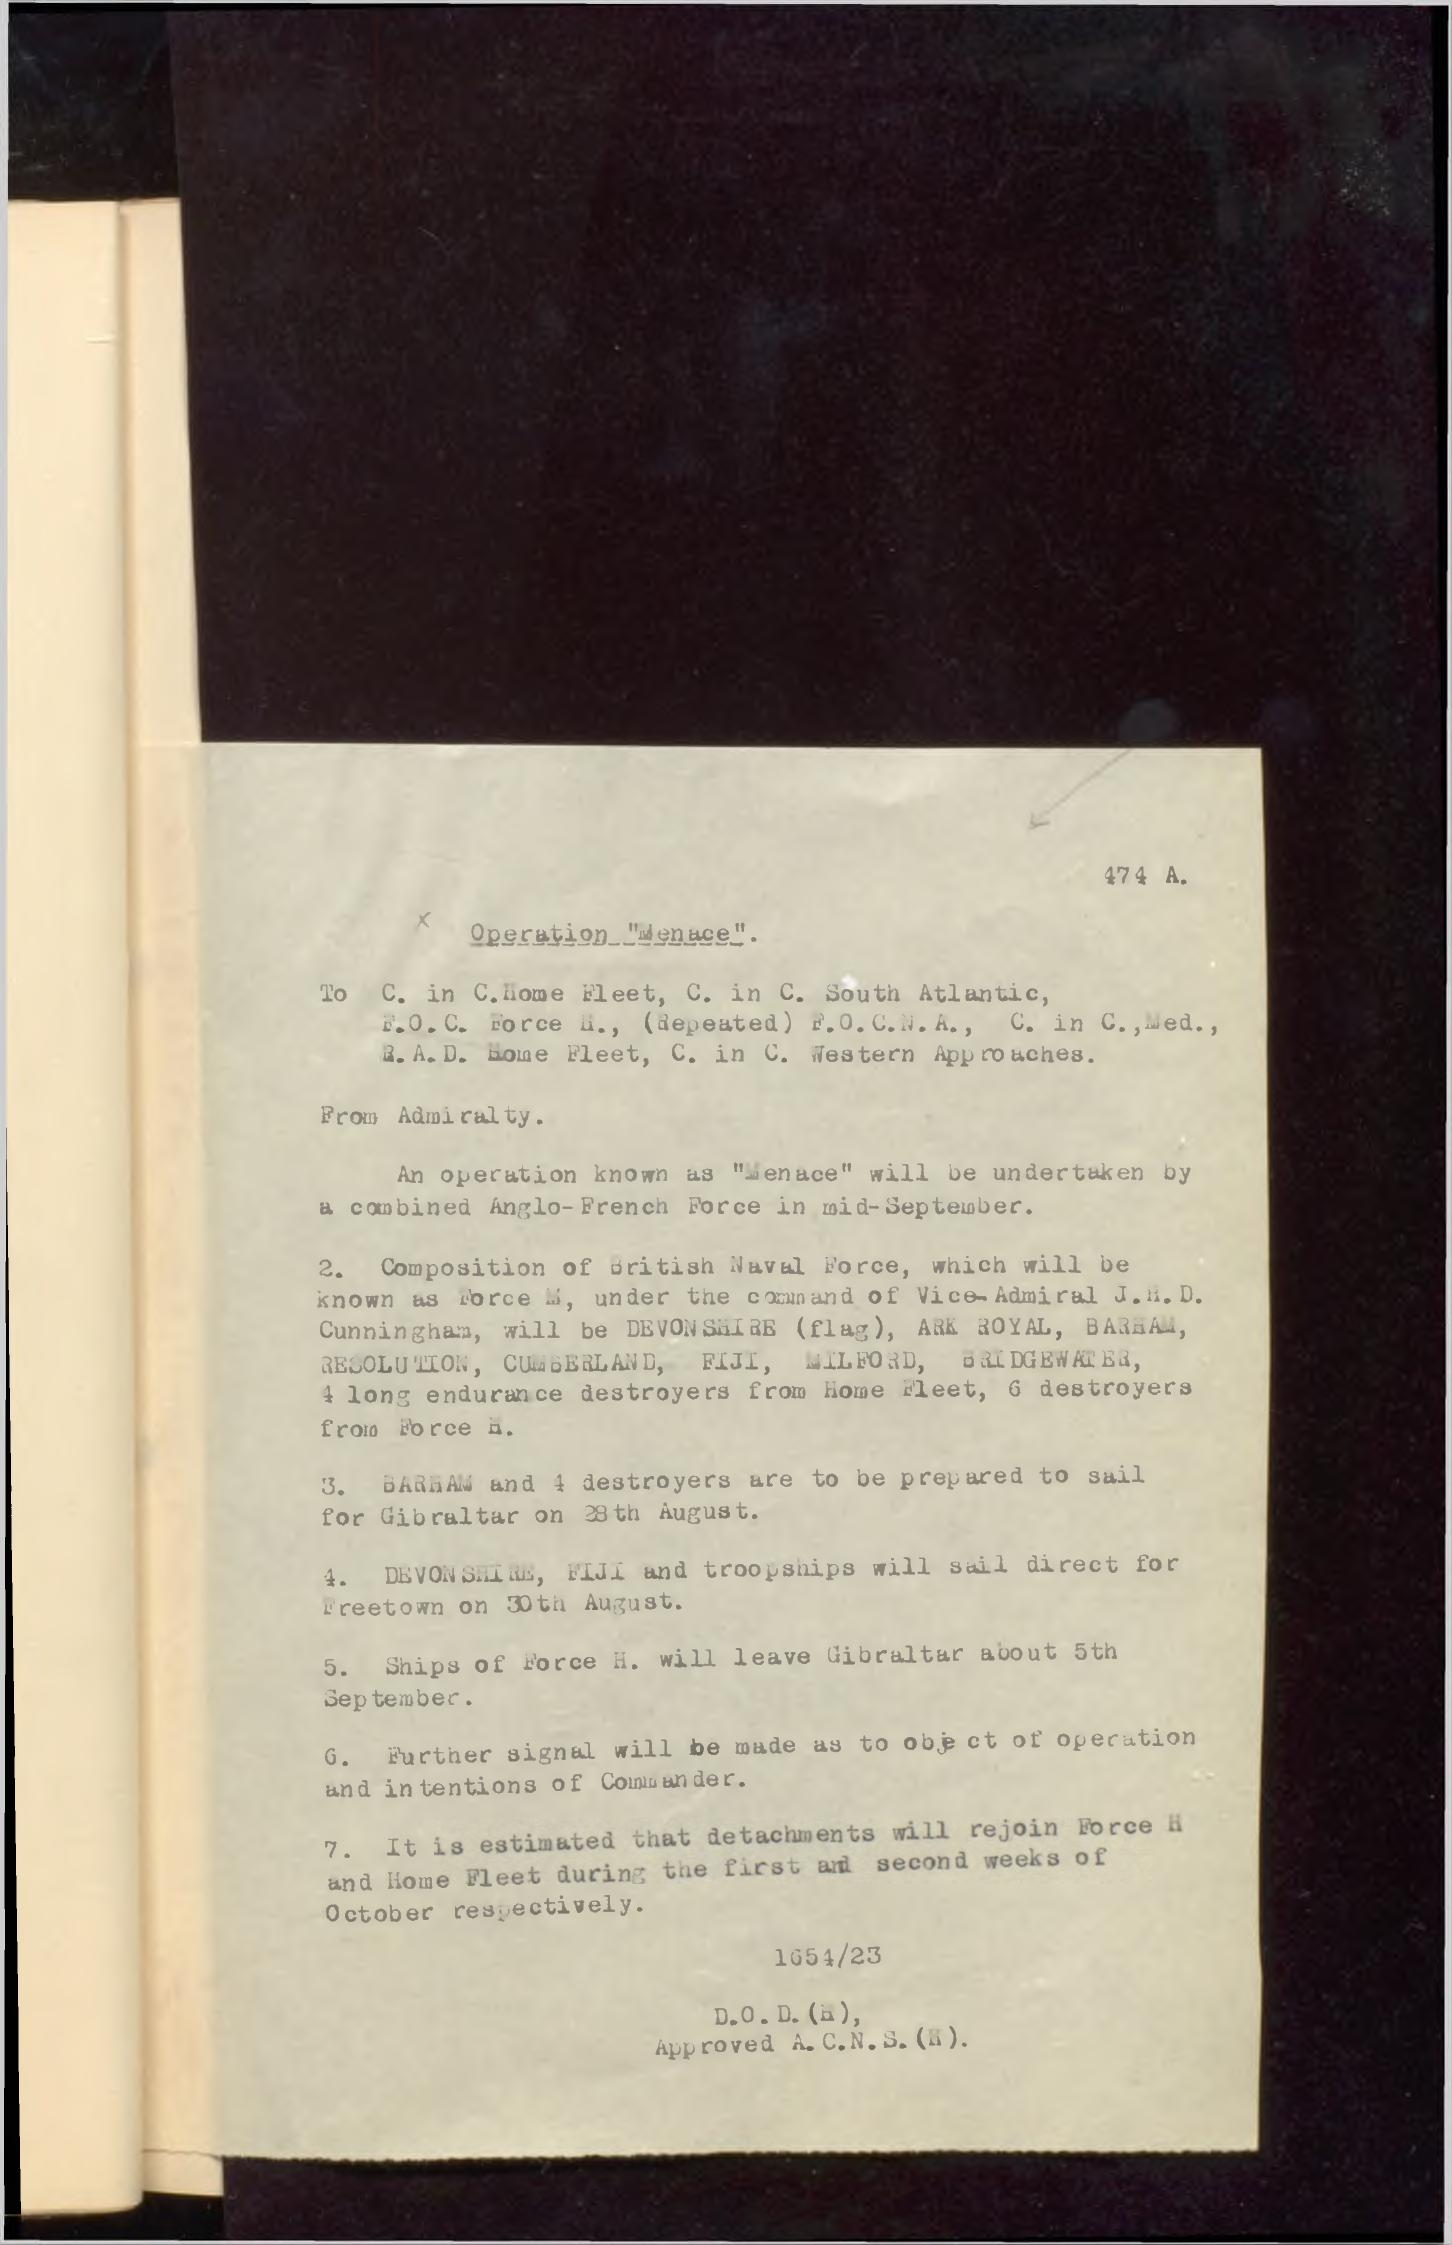 474 A.
x Operation "Menace".
To C. in C.Home Fleet, C. in C. South Atlantic,
F.O.C. Force H., (Repeated) F.O.C.N.A., C. in C.,Med.,
R.A.D. Home Fleet, C. in C. Western Approaches.
From Admiralty.
An operation known as "Menace" will be undertaken by
a combined Anglo-French Force in mid-September.
2. Composition of British Naval Force, which will be
known as Force M, under the command of Vice-Admiral J.H.D.
Cunningham, will be DEVONSHIRE (flag), ARK ROYAL, BARHAM,
RESOLUTION, CUMBERLAND, FIJI, MILFORD, BRIDGEWATER,
4 long endurance destroyers from Home Fleet, 6 destroyers
from Force H.
3. BARHAM and 4 destroyers are to be prepared to sail
for Gibraltar on 28th August.
4. DEVONSHIRE, FIJI and troopships will sail direct for
Freetown on 30th August.
5. Ships of Force H. will leave Gibraltar about 5th
September.
6. Further signal will be made as to object of operation
and intentions of Commander.
7. It is estimated that detachments will rejoin Force H
and Home Fleet during the first and second weeks of
October respectively.
1654/23
D.O.D.(H),
Approved A.C.N.S.(H).